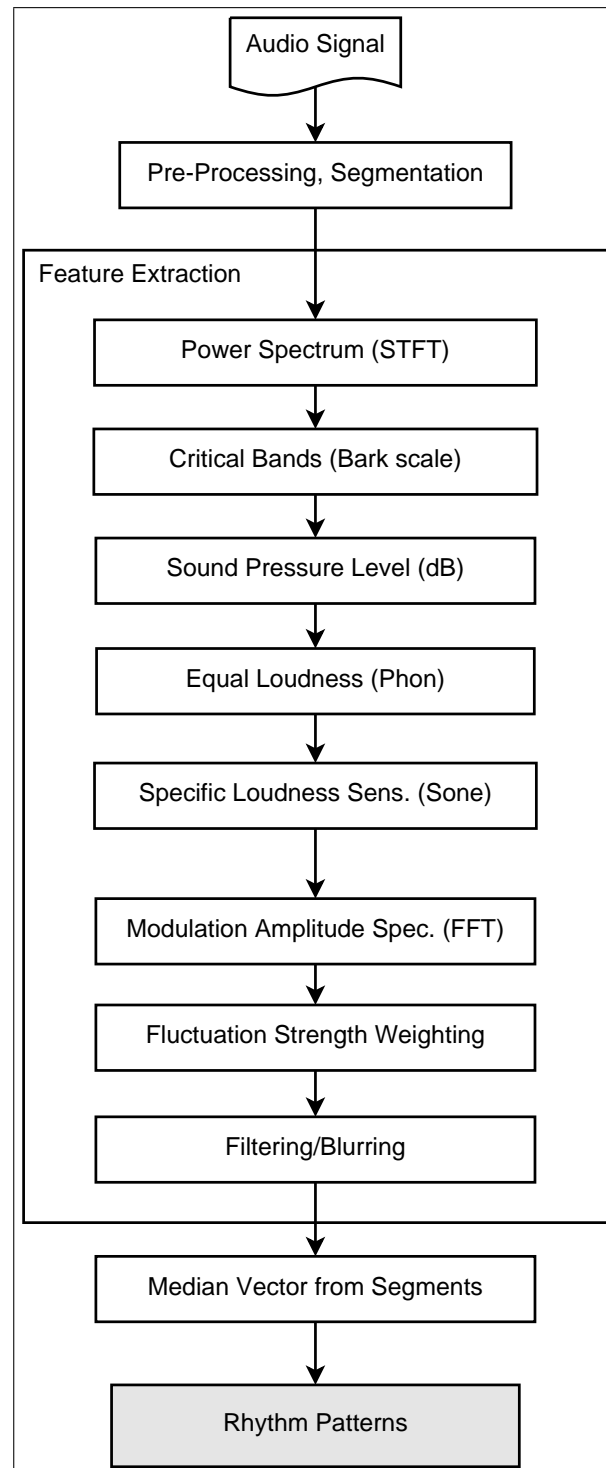 Audio Signal
Pre-Processing, Segmentation
Feature Extraction
Power Spectrum (STFT)
Critical Bands (Bark scale)
Sound Pressure Level (dB)
Equal Loudness (Phon)
Specific Loudness Sens. (Sone)
Modulation Amplitude Spec. (FFT)
Fluctuation Strength Weighting
Filtering/Blurring
Median Vector from Segments
Rhythm Patterns